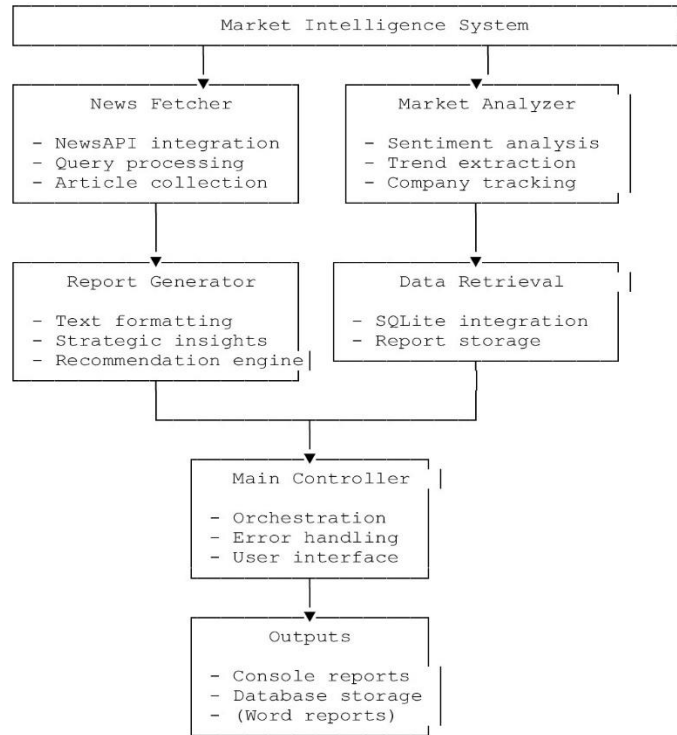 Market Intelligence System
News Fetcher
- NewsAPI integration
- Query processing
- Article collection
Market Analyzer
- Sentiment analysis
- Trend extraction
- Company tracking
Report Generator
- Text formatting
- Strategic insights
- Recommendation engine
Data Retrieval
- SQLite integration
- Report storage
Main Controller
- Orchestration
- Error handling
- User interface
Outputs
- Console reports
- Database storage
- (Word reports)